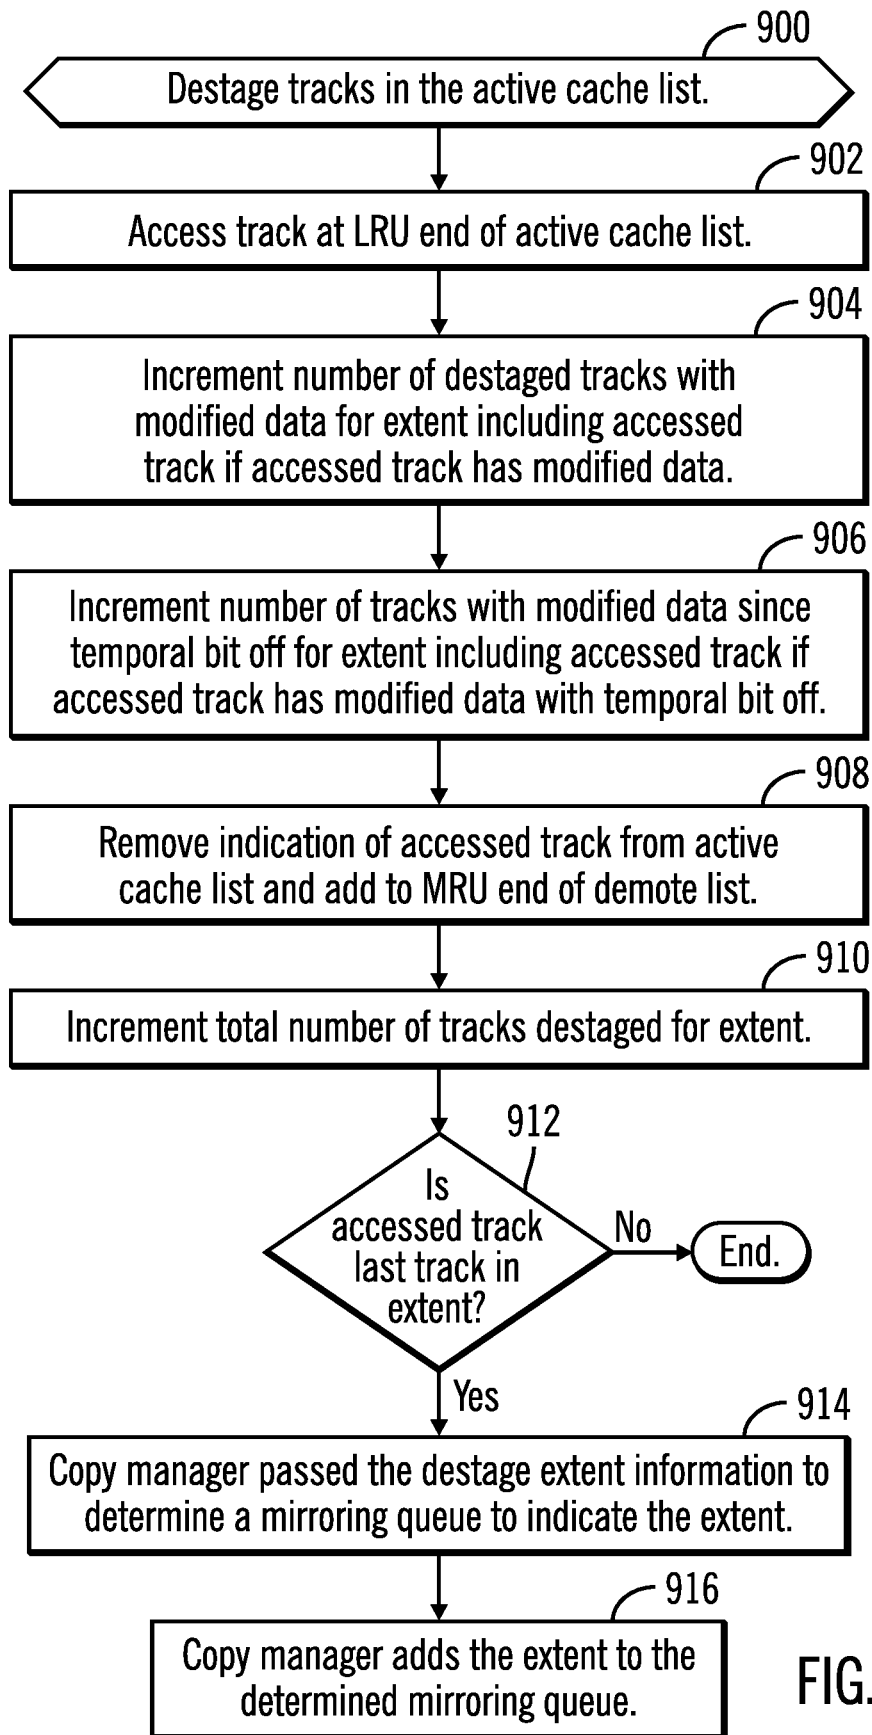 900
Destage tracks in the active cache list.
902
Access track at LRU end of active cache list.
904
Increment number of destaged tracks with
modified data for extent including accessed
track if accessed track has modified data.
906
Increment number of tracks with modified data since
temporal bit off for extent including accessed track if
accessed track has modified data with temporal bit off.
908
Remove indication of accessed track from active
cache list and add to MRU end of demote list.
910
Increment total number of tracks destaged for extent.
912
Is
accessed track
last track in
extent?
No
End.
Yes
914
Copy manager passed the destage extent information to
determine a mirroring queue to indicate the extent.
916
Copy manager adds the extent to the
determined mirroring queue.
FIG.